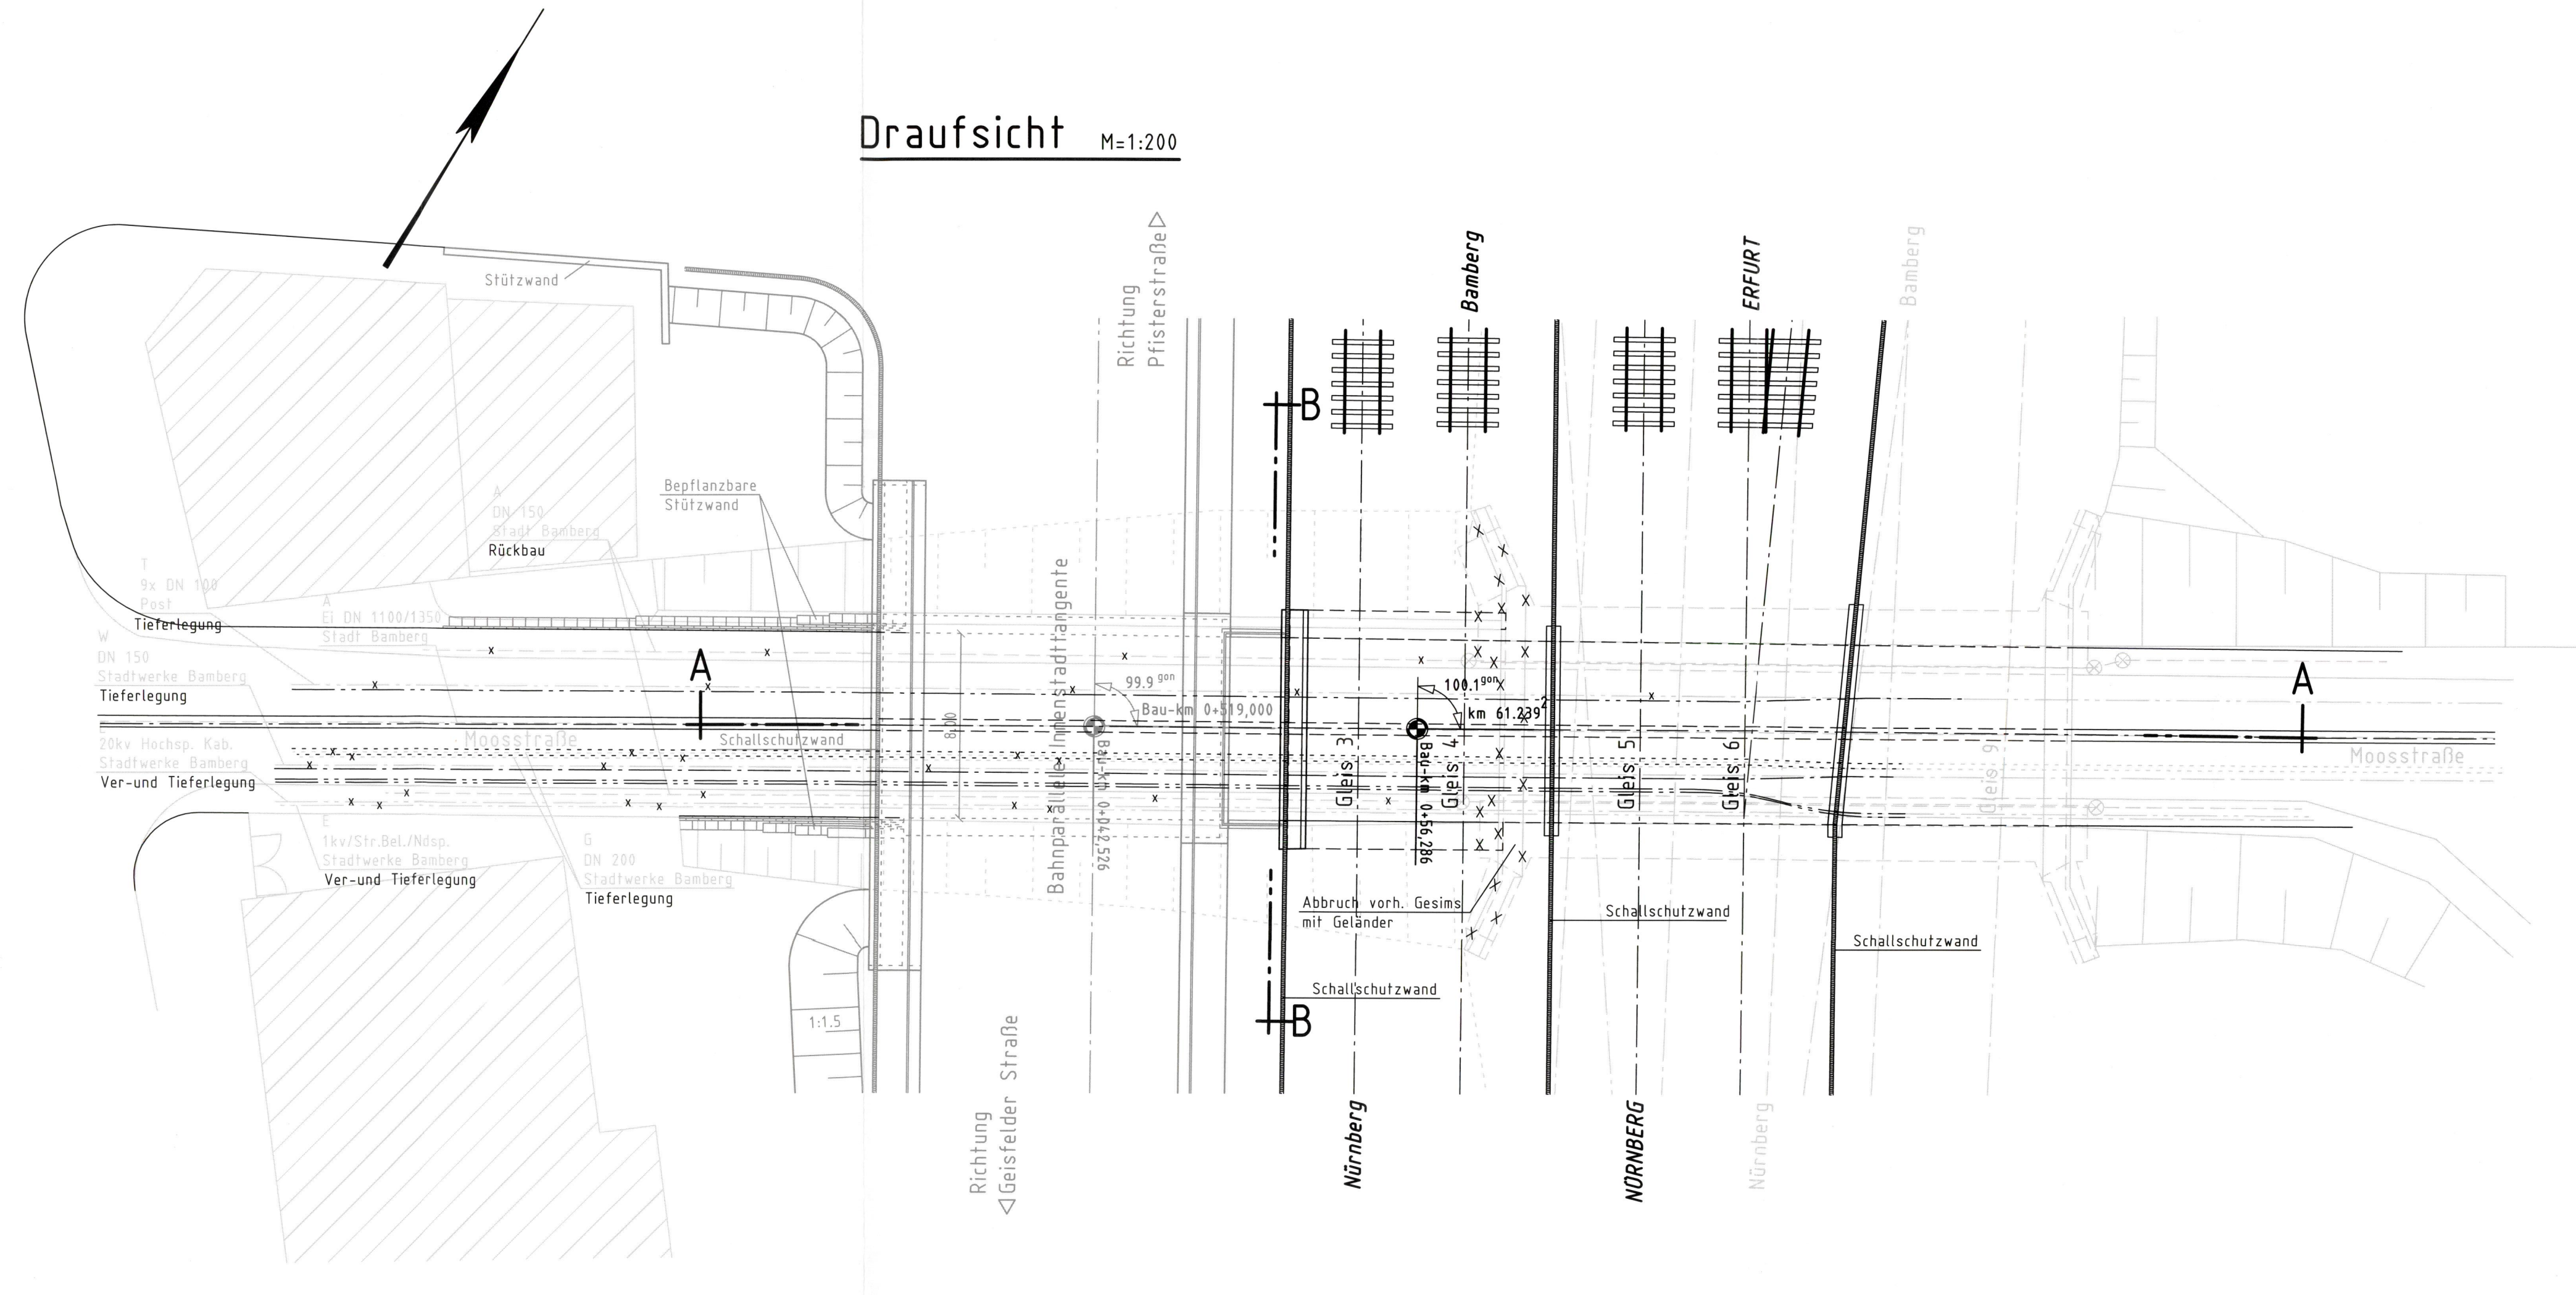 Draufsicht M=1:200
Stützwand
Richtung
Pfisterstraße
Bamberg
ERFURT
Bamberg
B
Bepflanzbare
Stützwand
A
DN 150
Stadt Bamberg
Rückbau
T
9x DN 100
Post
Tieferlegung
A
Ei DN 1100/1350
Stadt Bamberg
W
DN 150
Stadtwerke Bamberg
Tieferlegung
A
A
99.9 gon
Bau-km 0+519,000
100.1 gon
km 61.239²
E
20kv Hochsp. Kab.
Stadtwerke Bamberg
Ver-und Tieferlegung
Moosstraße
Schallschutzwand
8,00
Bahnparallele Innenstadttangente
Bau-km 0+042,526
Gleis 3
Bau-km 0+56,286
Gleis 4
Gleis 5
Gleis 6
Gleis 9
Moosstraße
E
1kv/Str.Bel./Ndsp.
Stadtwerke Bamberg
Ver-und Tieferlegung
G
DN 200
Stadtwerke Bamberg
Tieferlegung
Abbruch vorh. Gesims
mit Geländer
Schallschutzwand
Schallschutzwand
Schallschutzwand
1:1.5
B
Richtung
Geisfelder Straße
Nürnberg
NÖRNBERG
Nürnberg